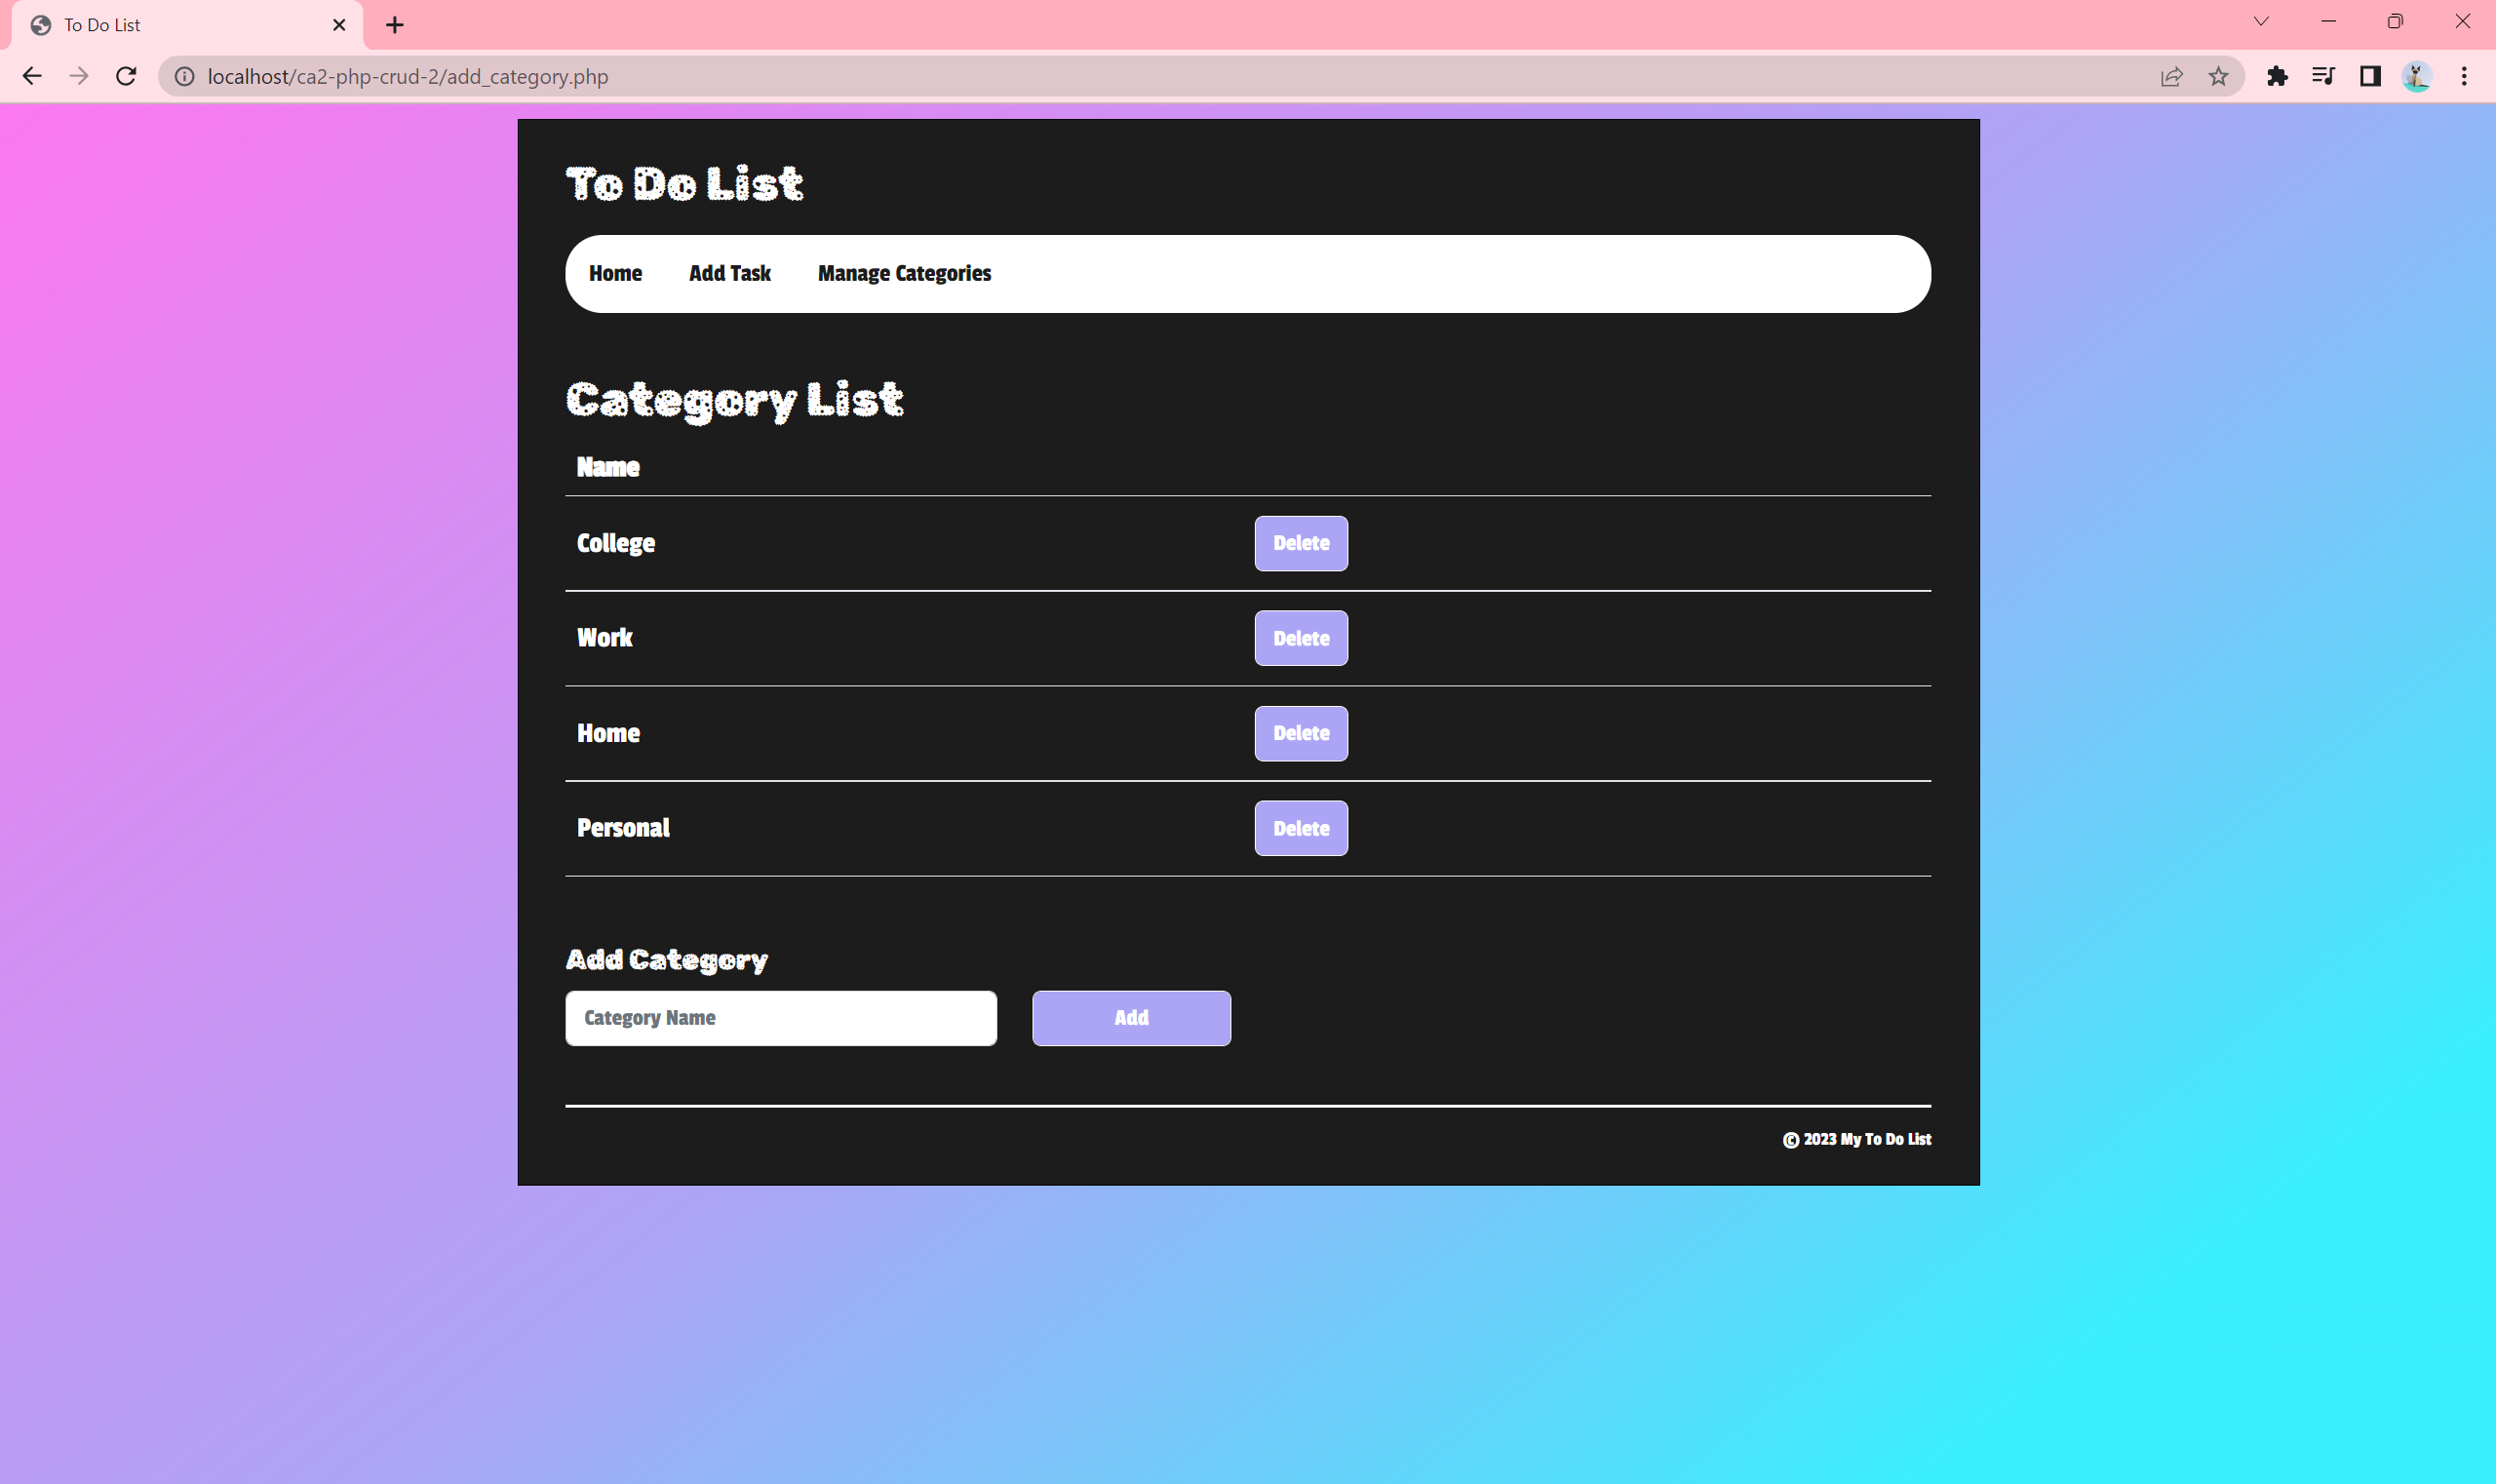 To Do List
localhost/ca2-php-crud-2/add_category.php
To Do List
Home Add Task Manage Categories
Category List
Name
College Delete
Work Delete
Home Delete
Personal Delete
Add Category
Category Name Add
© 2023 My To Do List